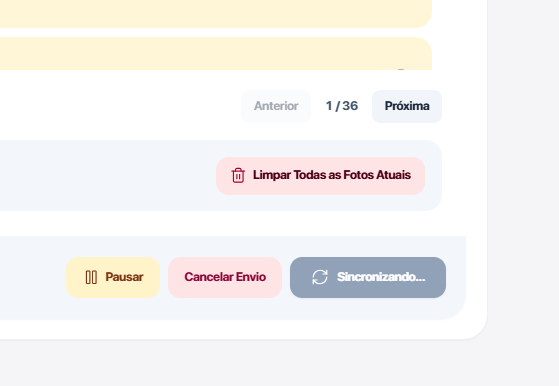 Anterior 1 / 36 Próxima
Limpar Todas as Fotos Atuais
Pausar Cancelar Envio Sincronizando...